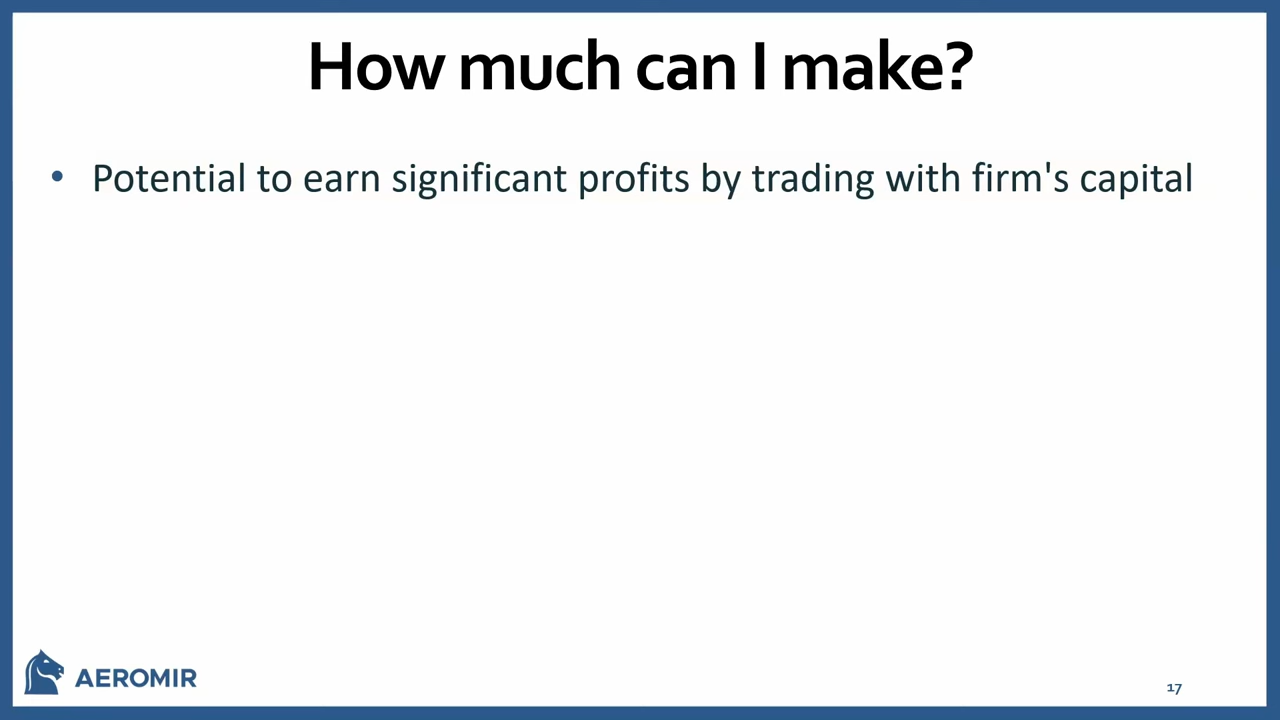 How much can I make?
• Potential to earn significant profits by trading with firm's capital
AEROMIR
17